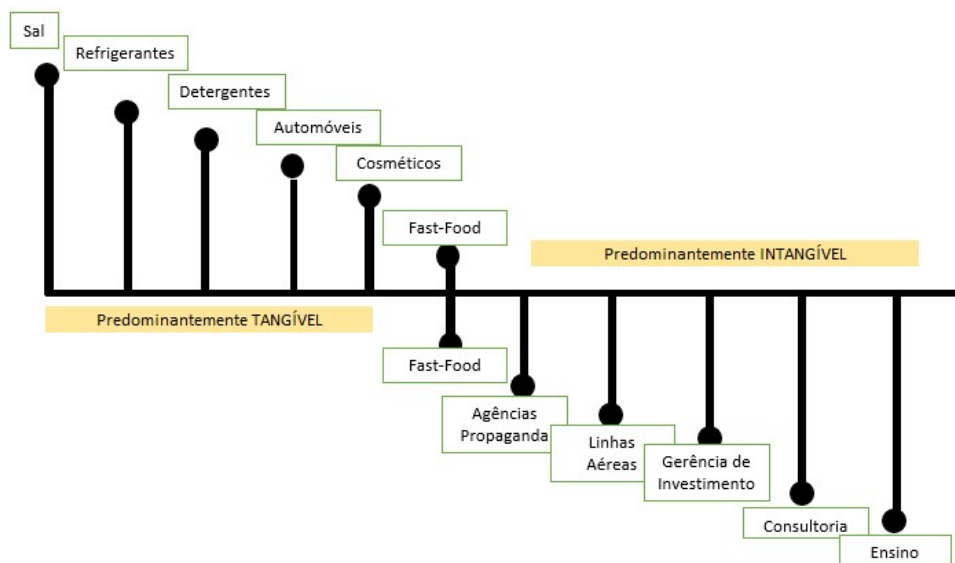 Sal
Refrigerantes
Detergentes
Automóveis
Cosméticos
Fast-Food
Predominantemente INTANGÍVEL
Predominantemente TANGÍVEL
Fast-Food
Agências
Propaganda
Linhas
Aéreas
Gerência de
Investimento
Consultoria
Ensino